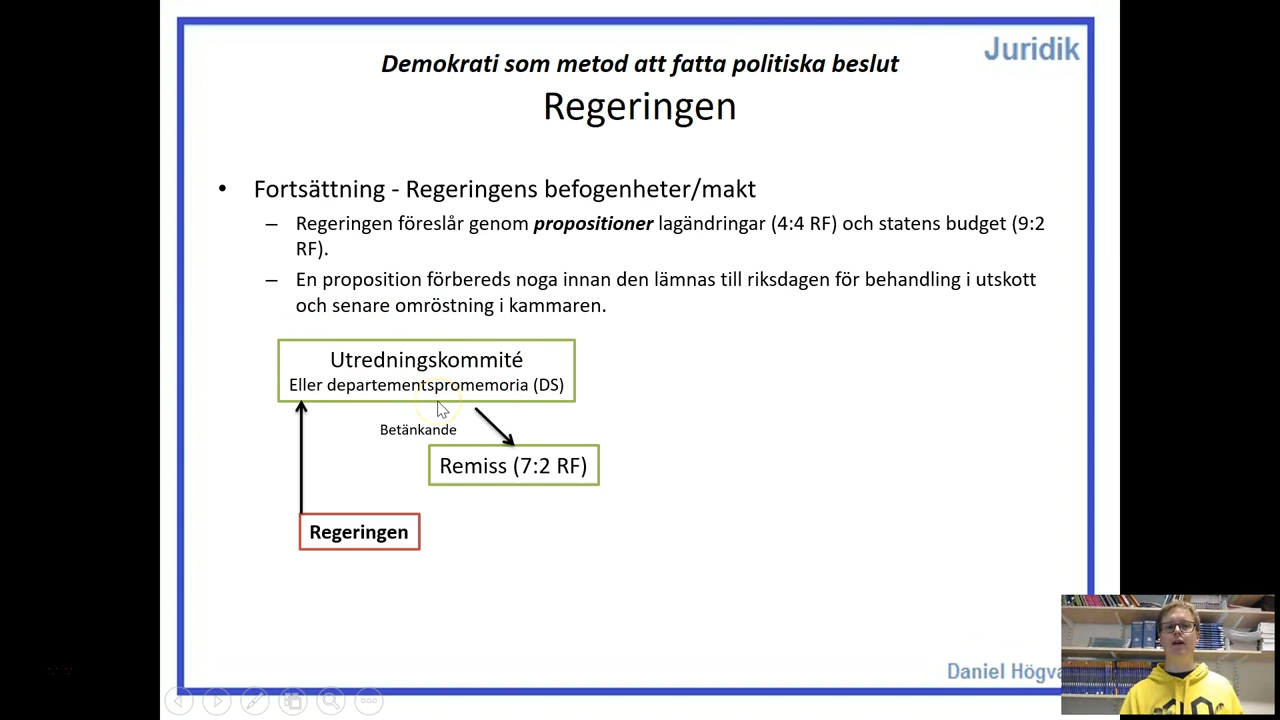 Juridik
Demokrati som metod att fatta politiska beslut
Regeringen
• Fortsättning - Regeringens befogenheter/makt
– Regeringen föreslår genom propositioner lagändringar (4:4 RF) och statens budget (9:2
RF).
– En proposition förbereds noga innan den lämnas till riksdagen för behandling i utskott
och senare omröstning i kammaren.
Utredningskommité
Eller departementspromemoria (DS)
Betänkande
Remiss (7:2 RF)
Regeringen
Daniel Högva